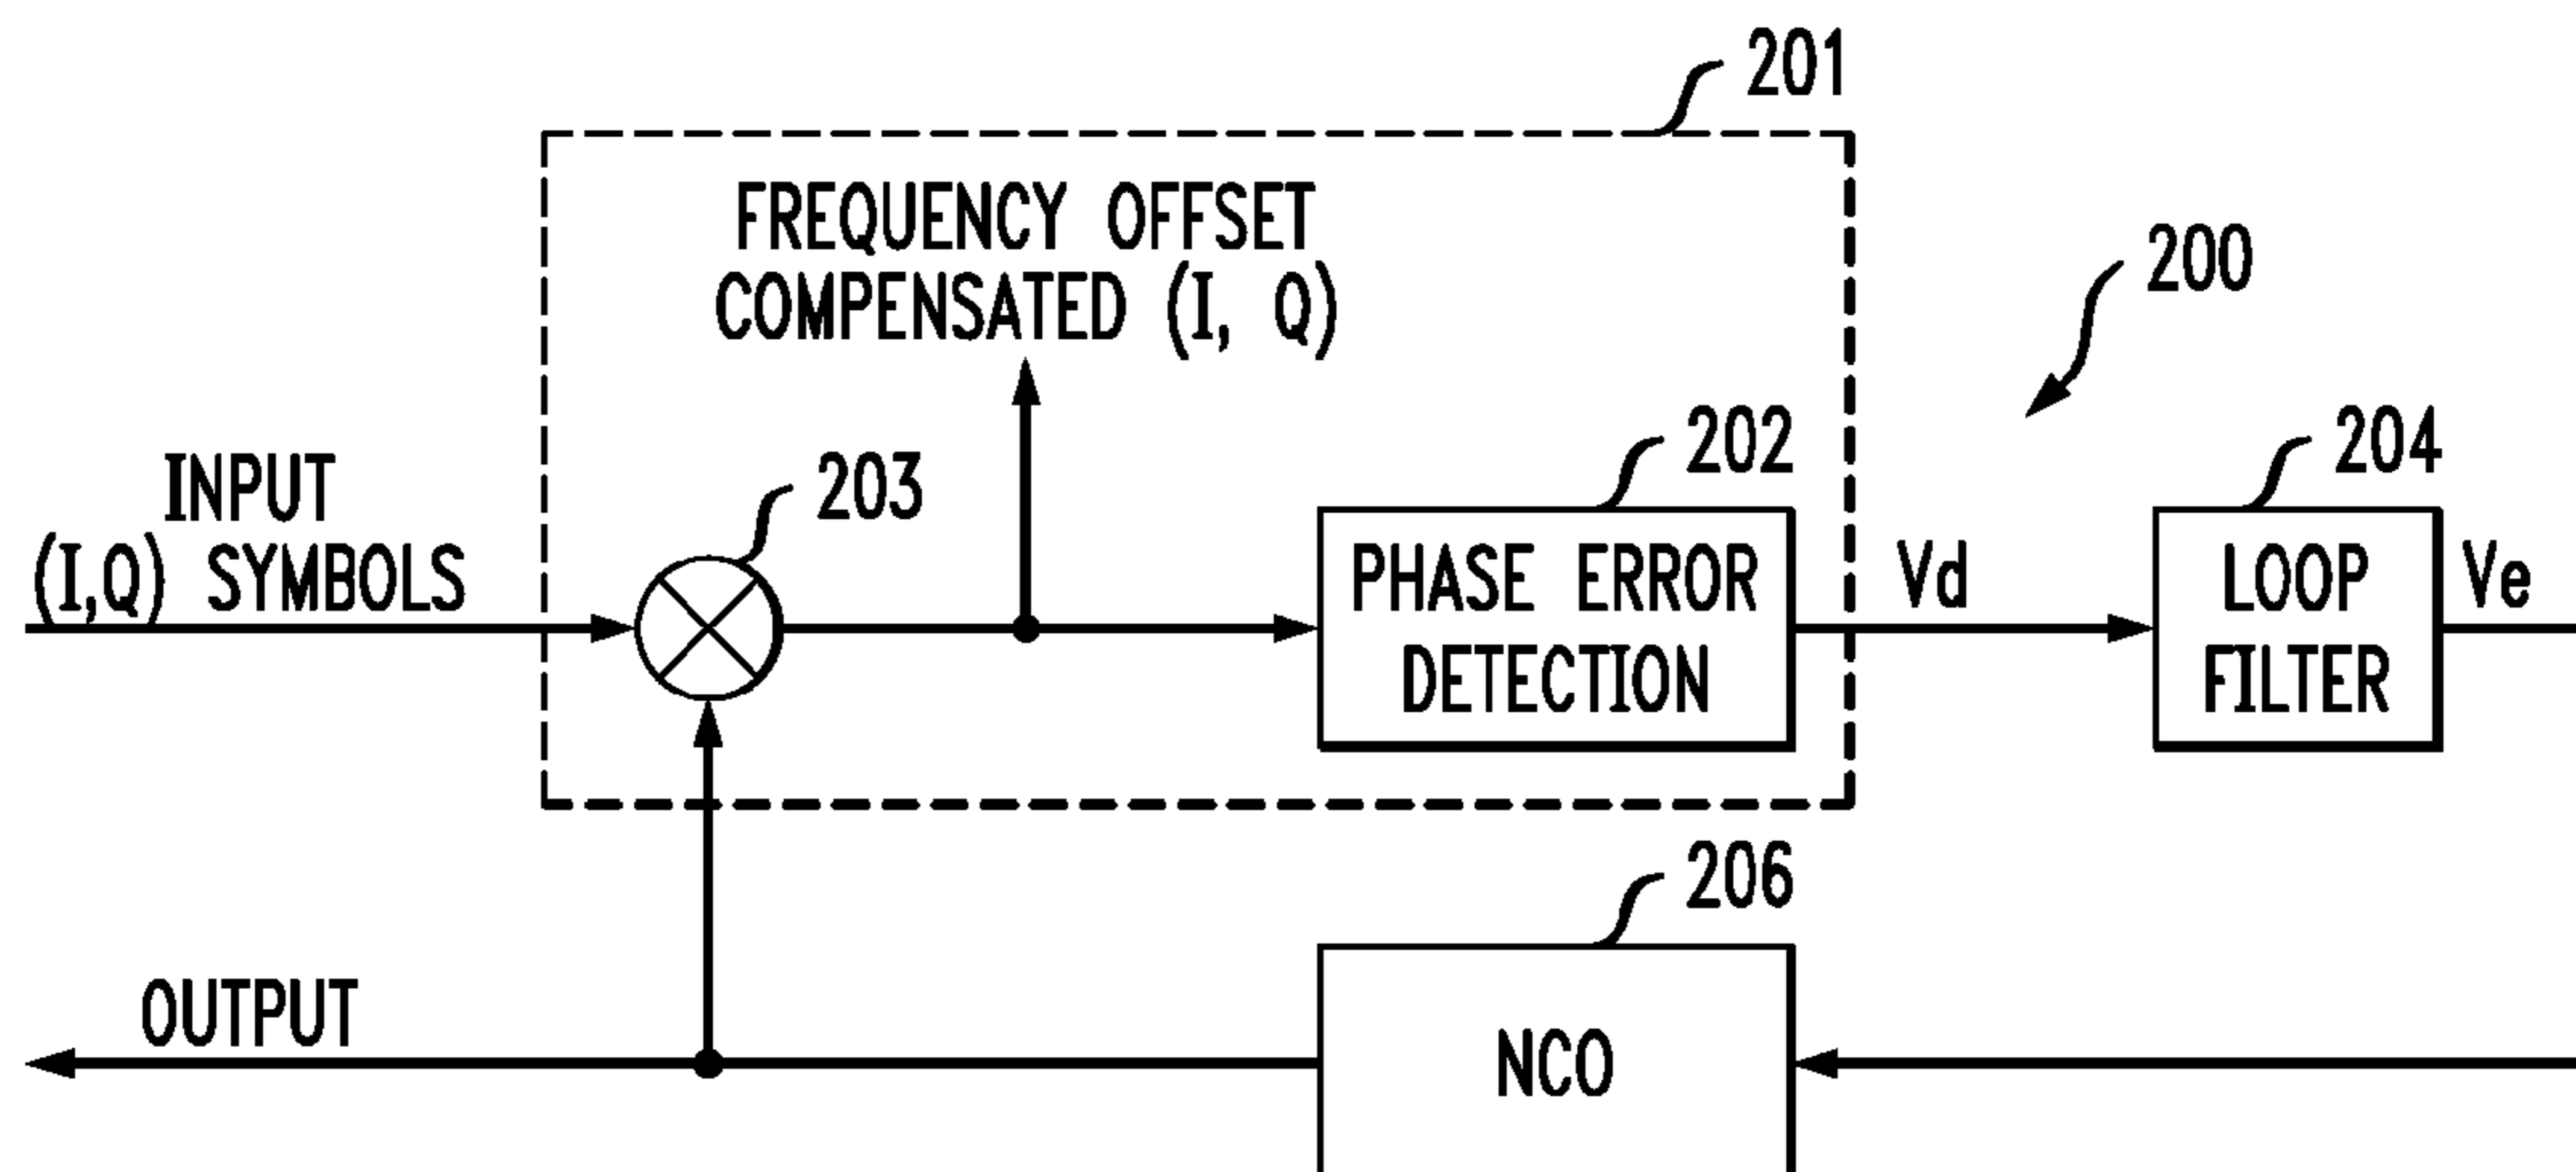 201
FREQUENCY OFFSET
COMPENSATED (I, Q)
200
202
204
203
INPUT
(I,Q) SYMBOLS
PHASE ERROR
DETECTION
Vd
LOOP
FILTER
Ve
206
OUTPUT
NCO